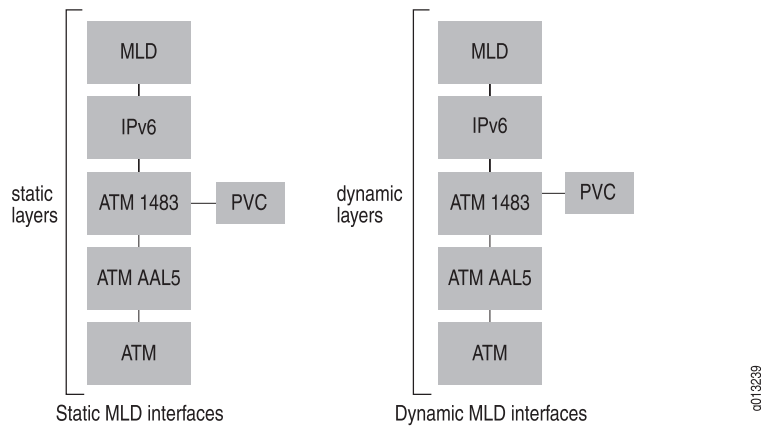 MLD
IPv6
static
layers
ATM 1483
PVC
ATM AAL5
ATM
Static MLD interfaces
MLD
IPv6
dynamic
layers
ATM 1483
PVC
ATM AAL5
ATM
Dynamic MLD interfaces
g013239